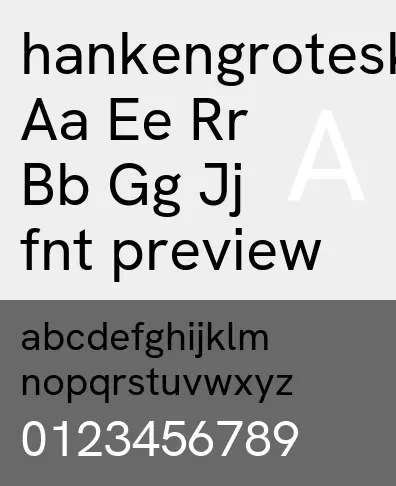 hankengrotesk
Aa Ee Rr
A
Bb Gg Jj
fnt preview
abcdefghijklm
nopqrstuvwxyz
0123456789